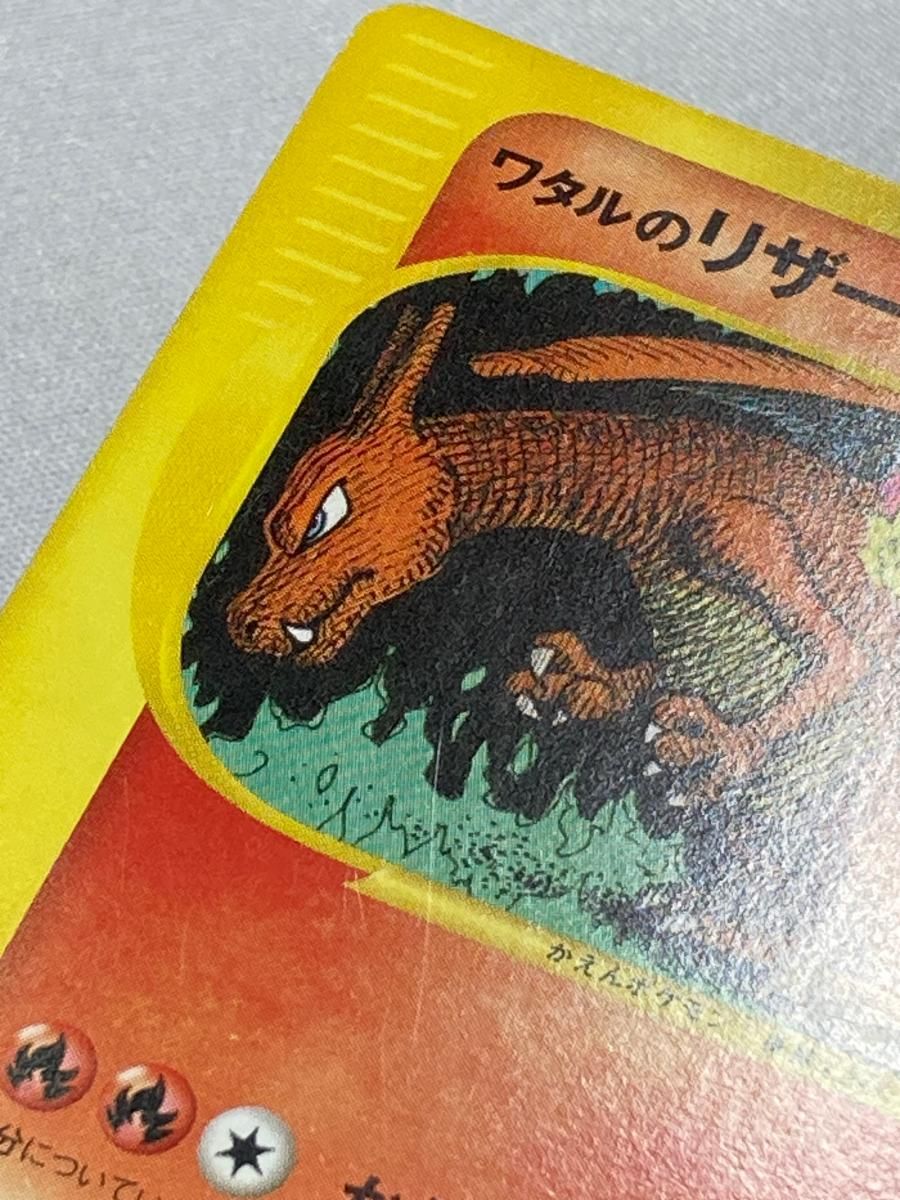 ワタルのリザー
かえんポケモン
についてい